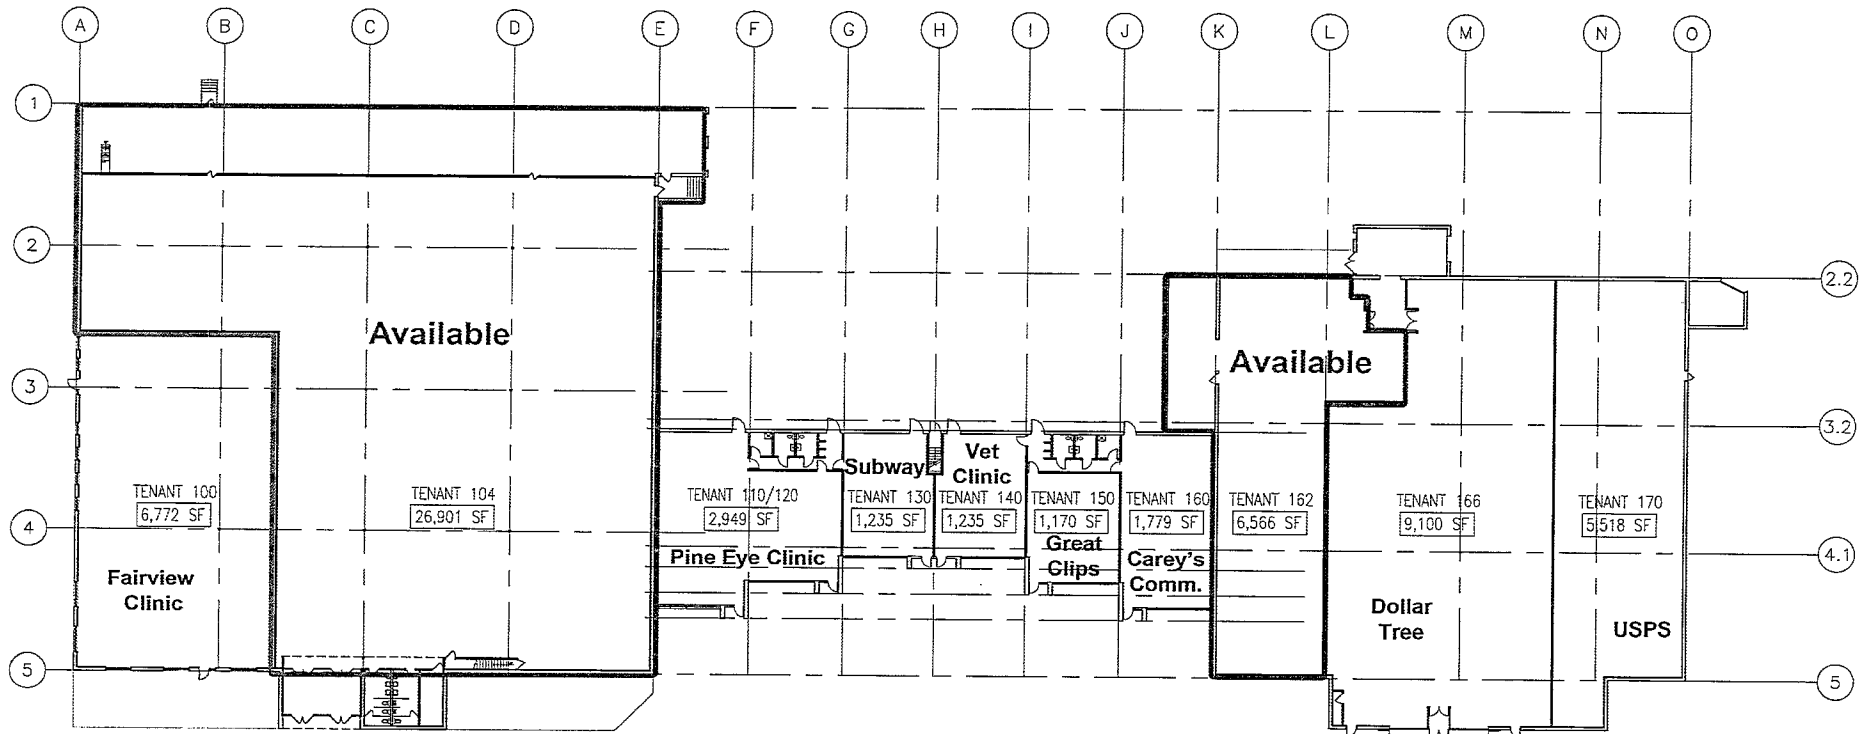 A B C D E F G H I J K L M N O
1
2
2.2
Available
Available
3
3.2
Subway
Vet
Clinic
TENANT 100
6,772 SF
TENANT 104
26,901 SF
TENANT 110/120
2,949 SF
TENANT 130
1,235 SF
TENANT 140
1,235 SF
TENANT 150
1,170 SF
TENANT 160
1,779 SF
TENANT 162
6,566 SF
TENANT 166
9,100 SF
TENANT 170
5,518 SF
4
4.1
Pine Eye Clinic
Great
Clips
Carey's
Comm.
Fairview
Clinic
Dollar
Tree
USPS
5
5